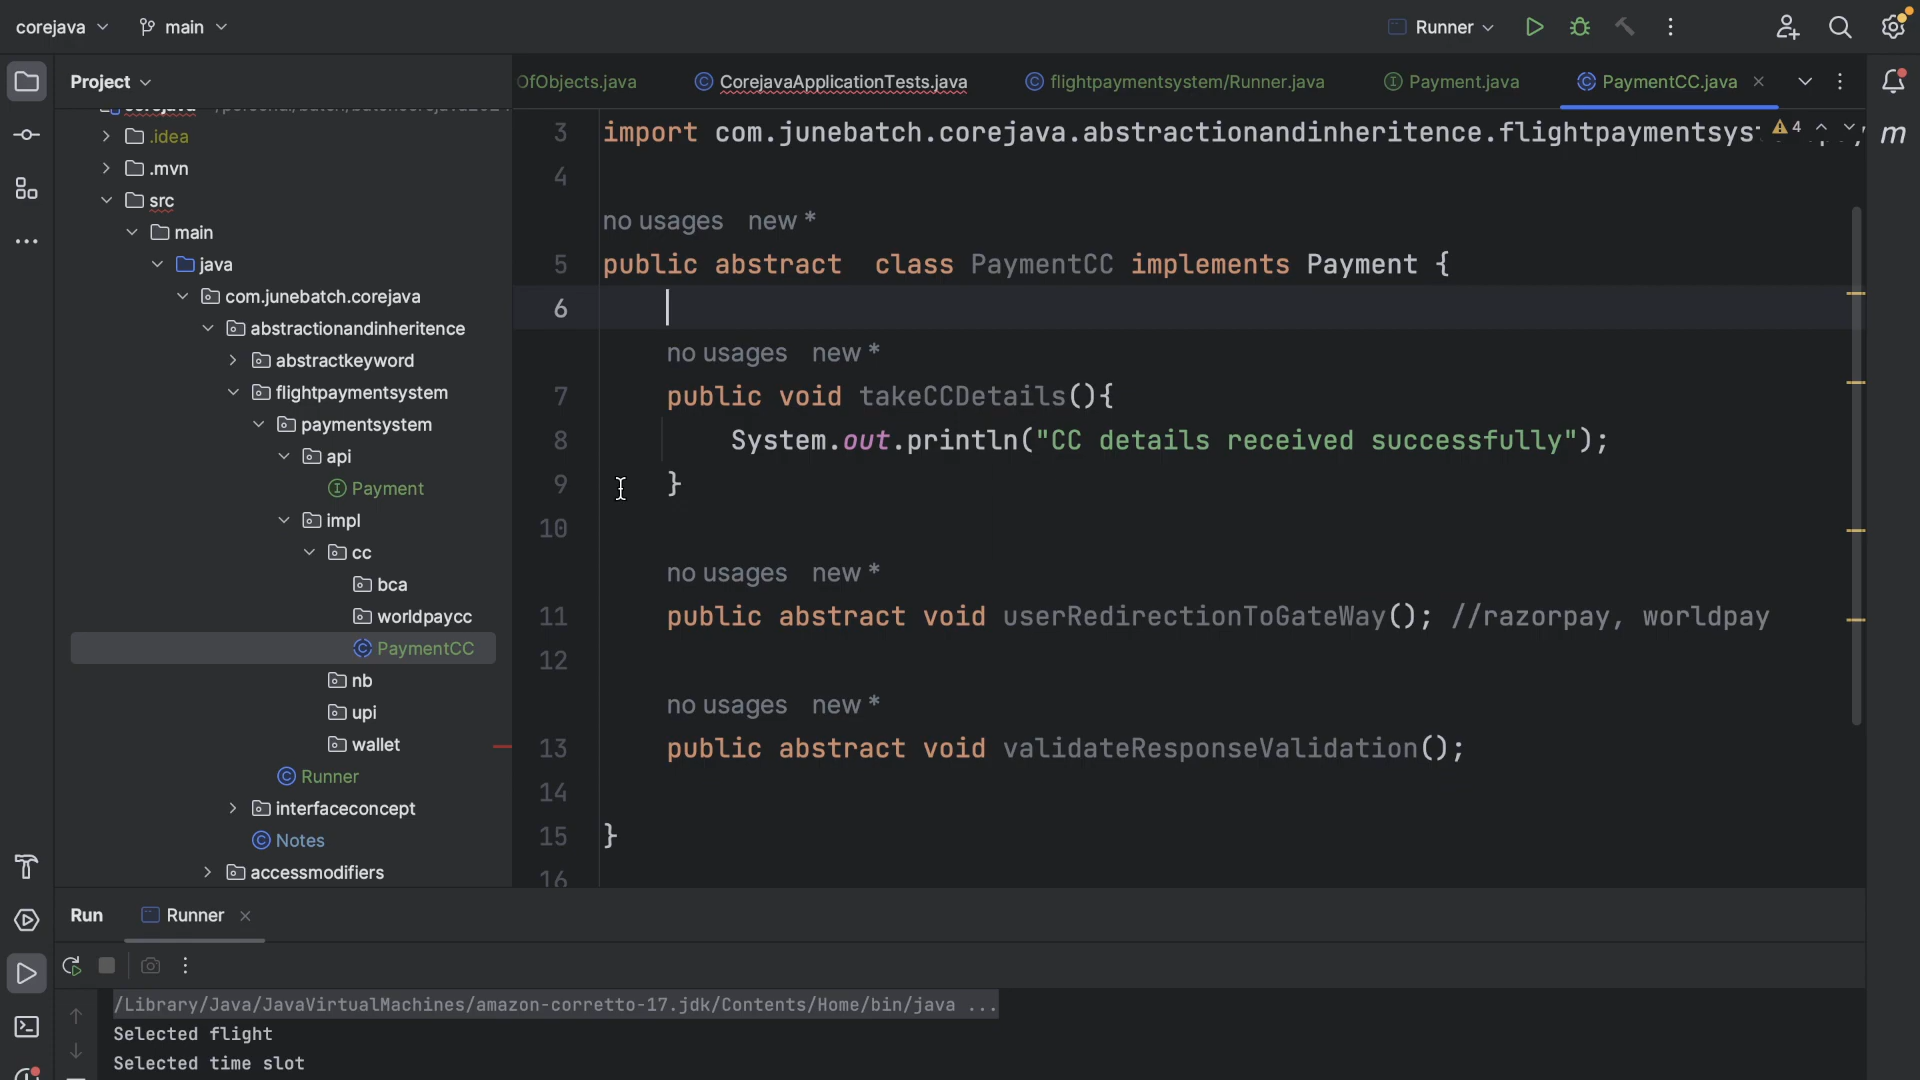 corejava
main
Runner
Project
OfObjects.java
CorejavaApplicationTests.java
flightpaymentsystem/Runner.java
Payment.java
PaymentCC.java
.idea
.mvn
src
main
java
com.junebatch.corejava
abstractionandinheritence
abstractkeyword
flightpaymentsystem
paymentsystem
api
Payment
impl
cc
bca
worldpaycc
PaymentCC
nb
upi
wallet
Runner
interfaceconcept
Notes
accessmodifiers
3 import com.junebatch.corejava.abstractionandinheritence.flightpaymentsys
4
4
no usages new *
5 public abstract  class PaymentCC implements Payment {
6
no usages new *
7 public void takeCCDetails(){
8 System.out.println("CC details received successfully");
9 }
10
no usages new *
11 public abstract void userRedirectionToGateWay(); //razorpay, worldpay
12
no usages new *
13 public abstract void validateResponseValidation();
14
15 }
16
m
Run
Runner
/Library/Java/JavaVirtualMachines/amazon-corretto-17.jdk/Contents/Home/bin/java ...
Selected flight
Selected time slot